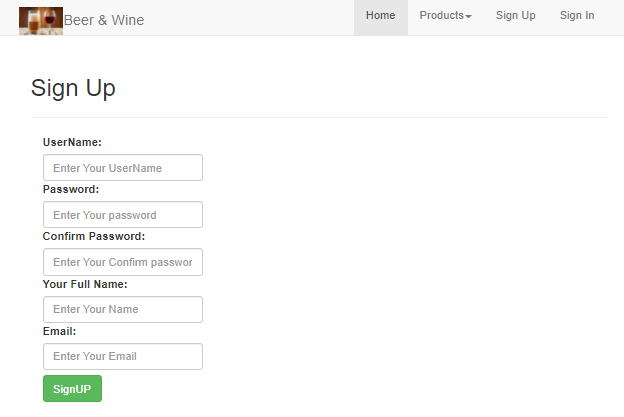 Beer & Wine Home Products Sign Up Sign In
Sign Up
UserName:
Enter Your UserName
Password:
Enter Your password
Confirm Password:
Enter Your Confirm passwor
Your Full Name:
Enter Your Name
Email:
Enter Your Email
SignUP